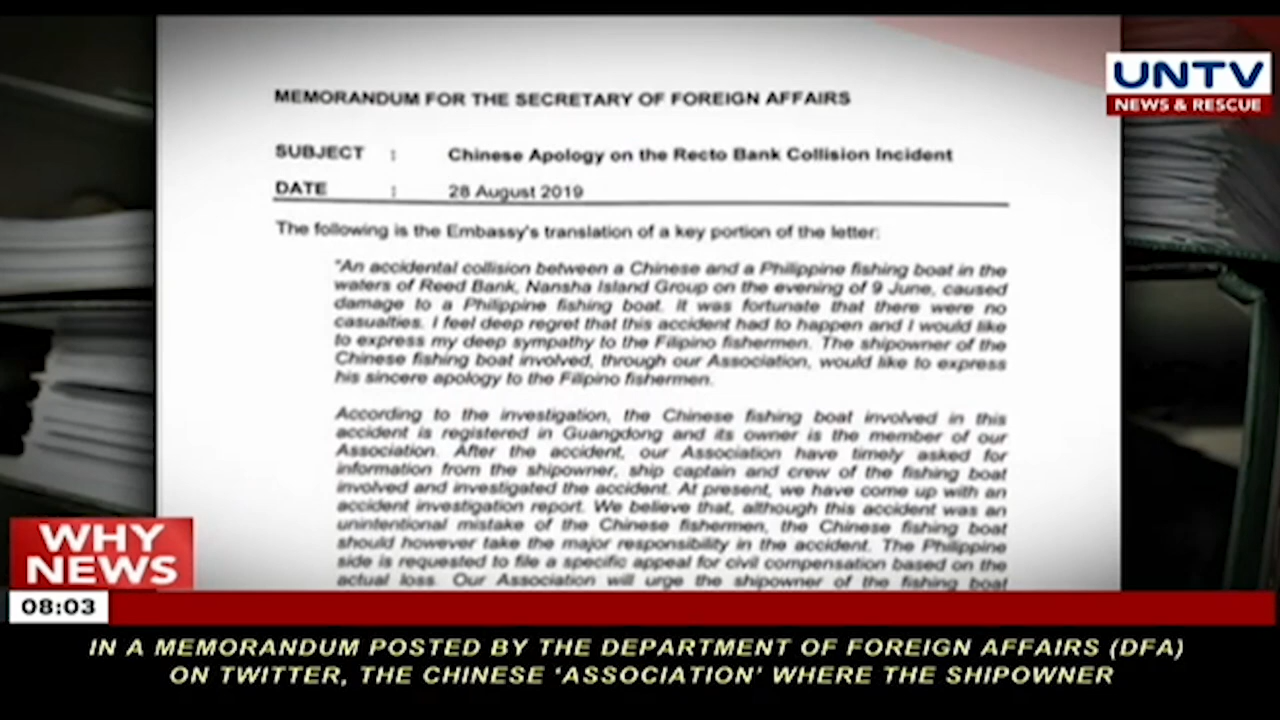 MEMORANDUM FOR THE SECRETARY OF FOREIGN AFFAIRS
SUBJECT : Chinese Apology on the Recto Bank Collision Incident
DATE : 28 August 2019
The following is the Embassy's translation of a key portion of the letter:
"An accidental collision between a Chinese and a Philippine fishing boat in the
waters of Reed Bank, Nansha Island Group on the evening of 9 June, caused
damage to a Philippine fishing boat. It was fortunate that there were no
casualties. I feel deep regret that this accident had to happen and I would like
to express my deep sympathy to the Filipino fishermen. The shipowner of the
Chinese fishing boat involved, through our Association, would like to express
his sincere apology to the Filipino fishermen.
According to the investigation, the Chinese fishing boat involved in this
accident is registered in Guangdong and its owner is the member of our
Association. After the accident, our Association have timely asked for
information from the shipowner, ship captain and crew of the fishing boat
involved and investigated the accident. At present, we have come up with an
accident investigation report. We believe that, although this accident was an
unintentional mistake of the Chinese fishermen, the Chinese fishing boat
should however take the major responsibility in the accident. The Philippine
side is requested to file a specific appeal for civil compensation based on the
actual loss. Our Association will urge the shipowner of the fishing boat
UNTV
NEWS & RESCUE
WHY
NEWS
08:03
IN A MEMORANDUM POSTED BY THE DEPARTMENT OF FOREIGN AFFAIRS (DFA)
ON TWITTER, THE CHINESE 'ASSOCIATION' WHERE THE SHIPOWNER